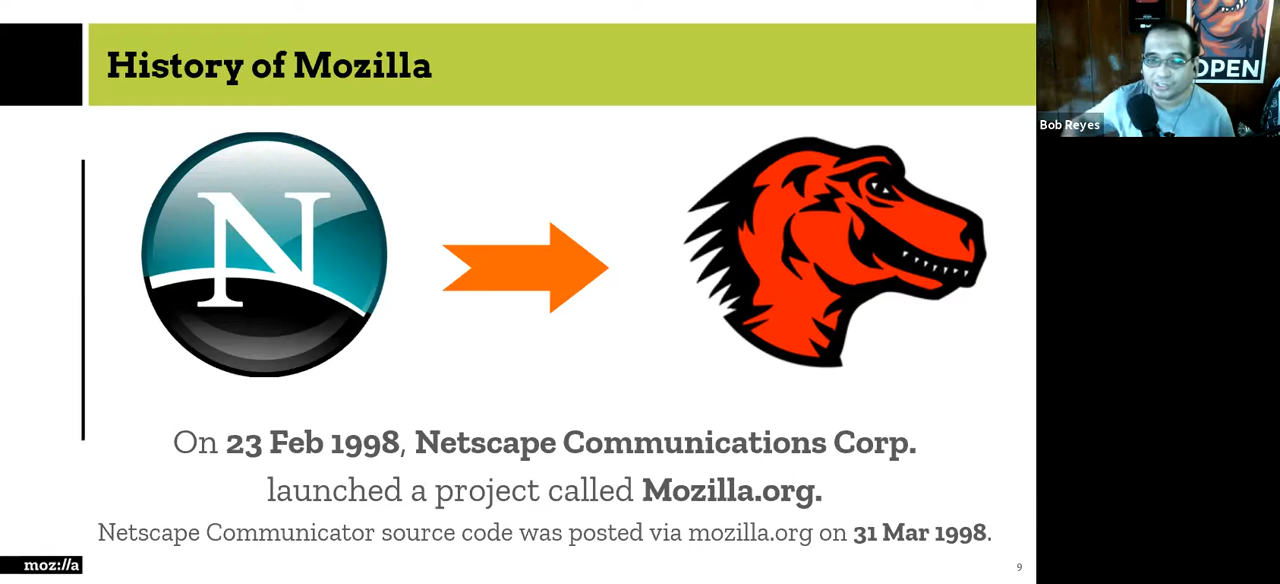 History of Mozilla
OPEN
Bob Reyes
N
On 23 Feb 1998, Netscape Communications Corp.
launched a project called Mozilla.org.
Netscape Communicator source code was posted via mozilla.org on 31 Mar 1998.
moz://a
9